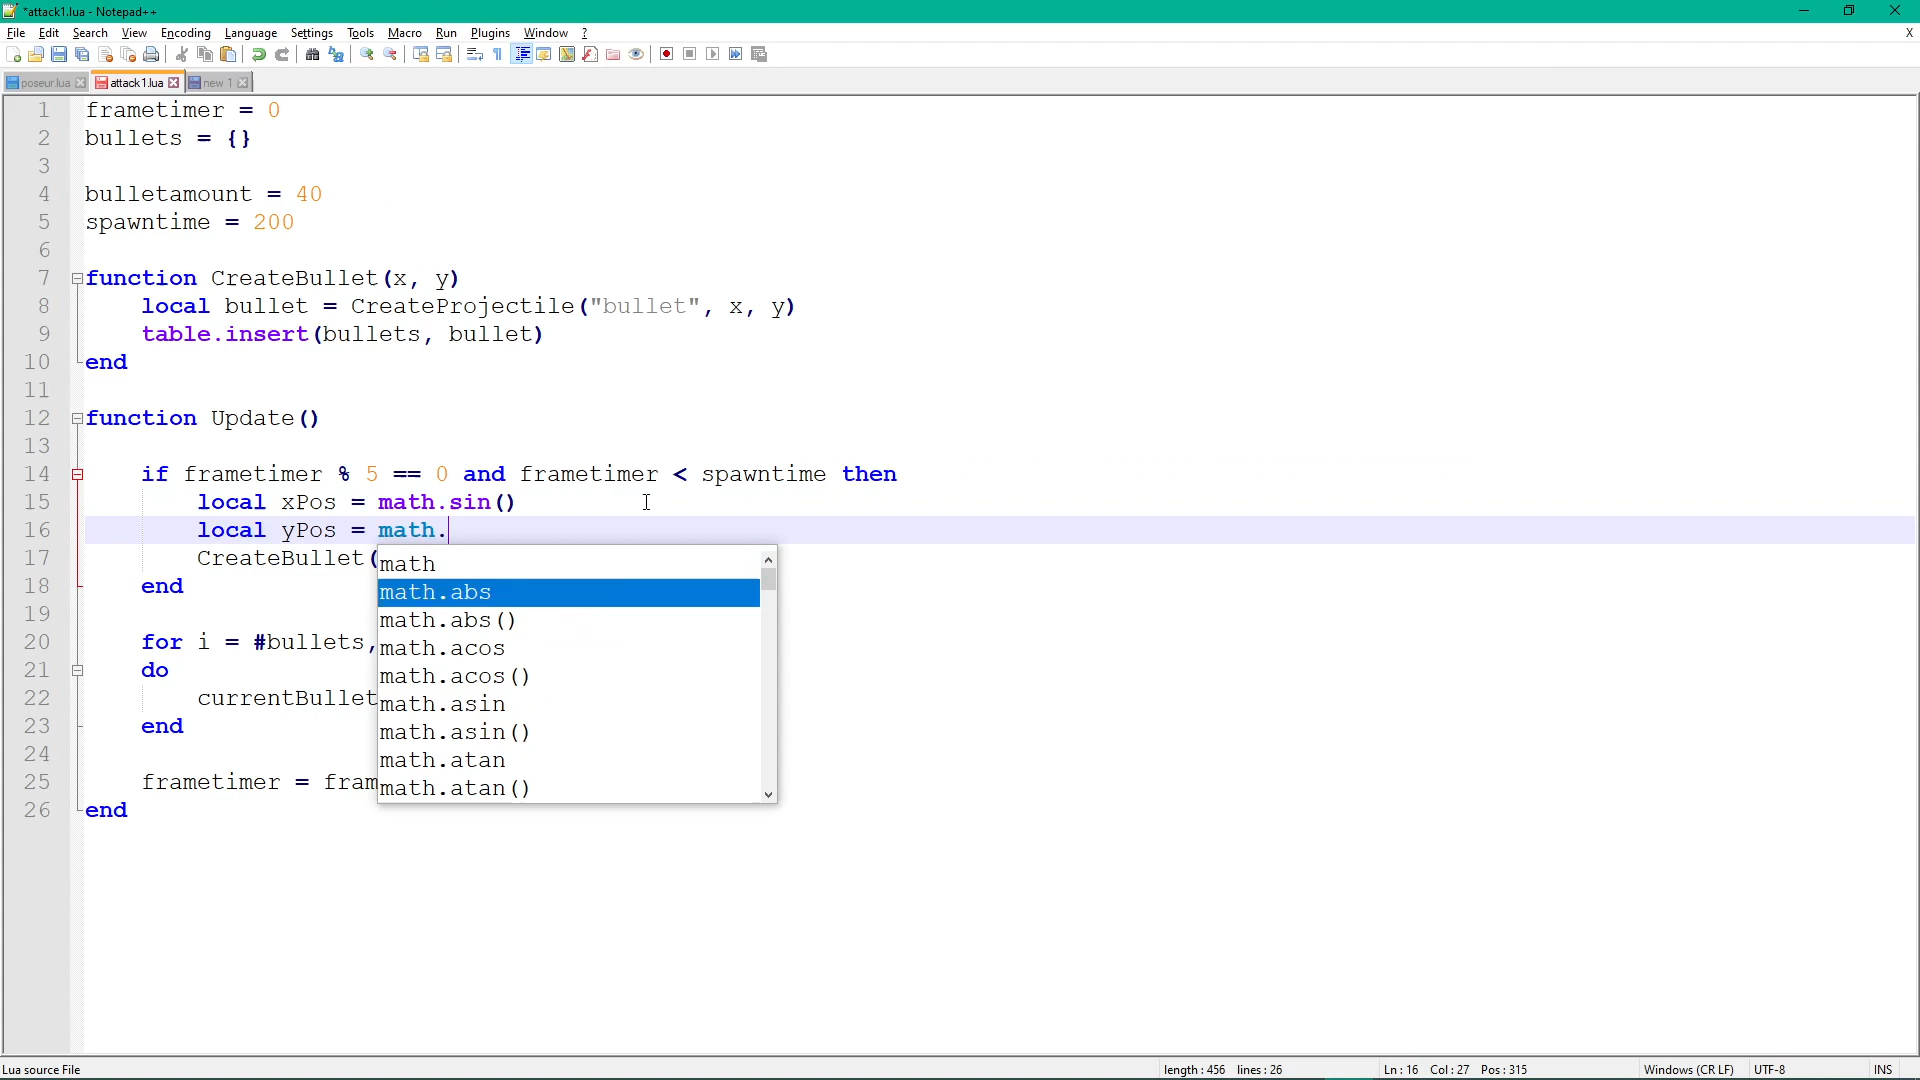 *attack1.lua - Notepad++
File Edit Search View Encoding Language Settings Tools Macro Run Plugins Window ? X
poseur.lua attack1.lua new 1
1 frametimer = 0
2 bullets = {}
3
4 bulletamount = 40
5 spawntime = 200
6
7 function CreateBullet(x, y)
8 local bullet = CreateProjectile("bullet", x, y)
9 table.insert(bullets, bullet)
10 end
11
12 function Update()
13
14 if frametimer % 5 == 0 and frametimer < spawntime then
15 local xPos = math.sin()
16 local yPos = math.
17 CreateBullet(
18 end
19
20 for i = #bullets,
21 do
22 currentBullet
23 end
24
25 frametimer = fram
26 end
math
math.abs
math.abs()
math.acos
math.acos()
math.asin
math.asin()
math.atan
math.atan()
Lua source File length : 456 lines : 26 Ln : 16 Col : 27 Pos : 315 Windows (CR LF) UTF-8 INS